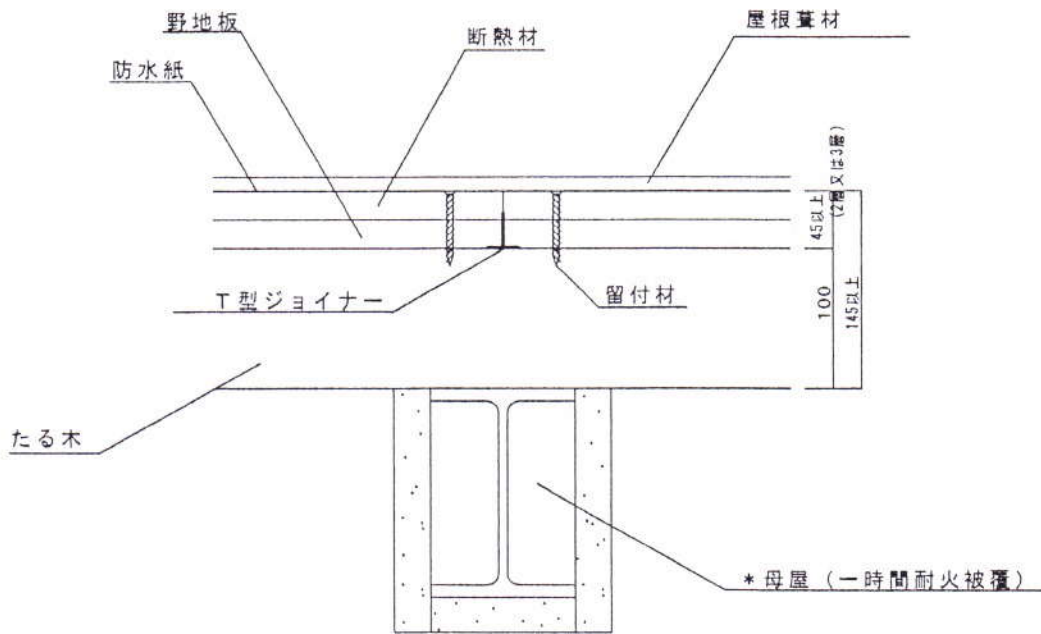 野地板
断熱材
屋根葺材
防水紙
45以上
(2層又は3層)
100
145以上
T型ジョイナー
留付材
たる木
*母屋(一時間耐火被覆)